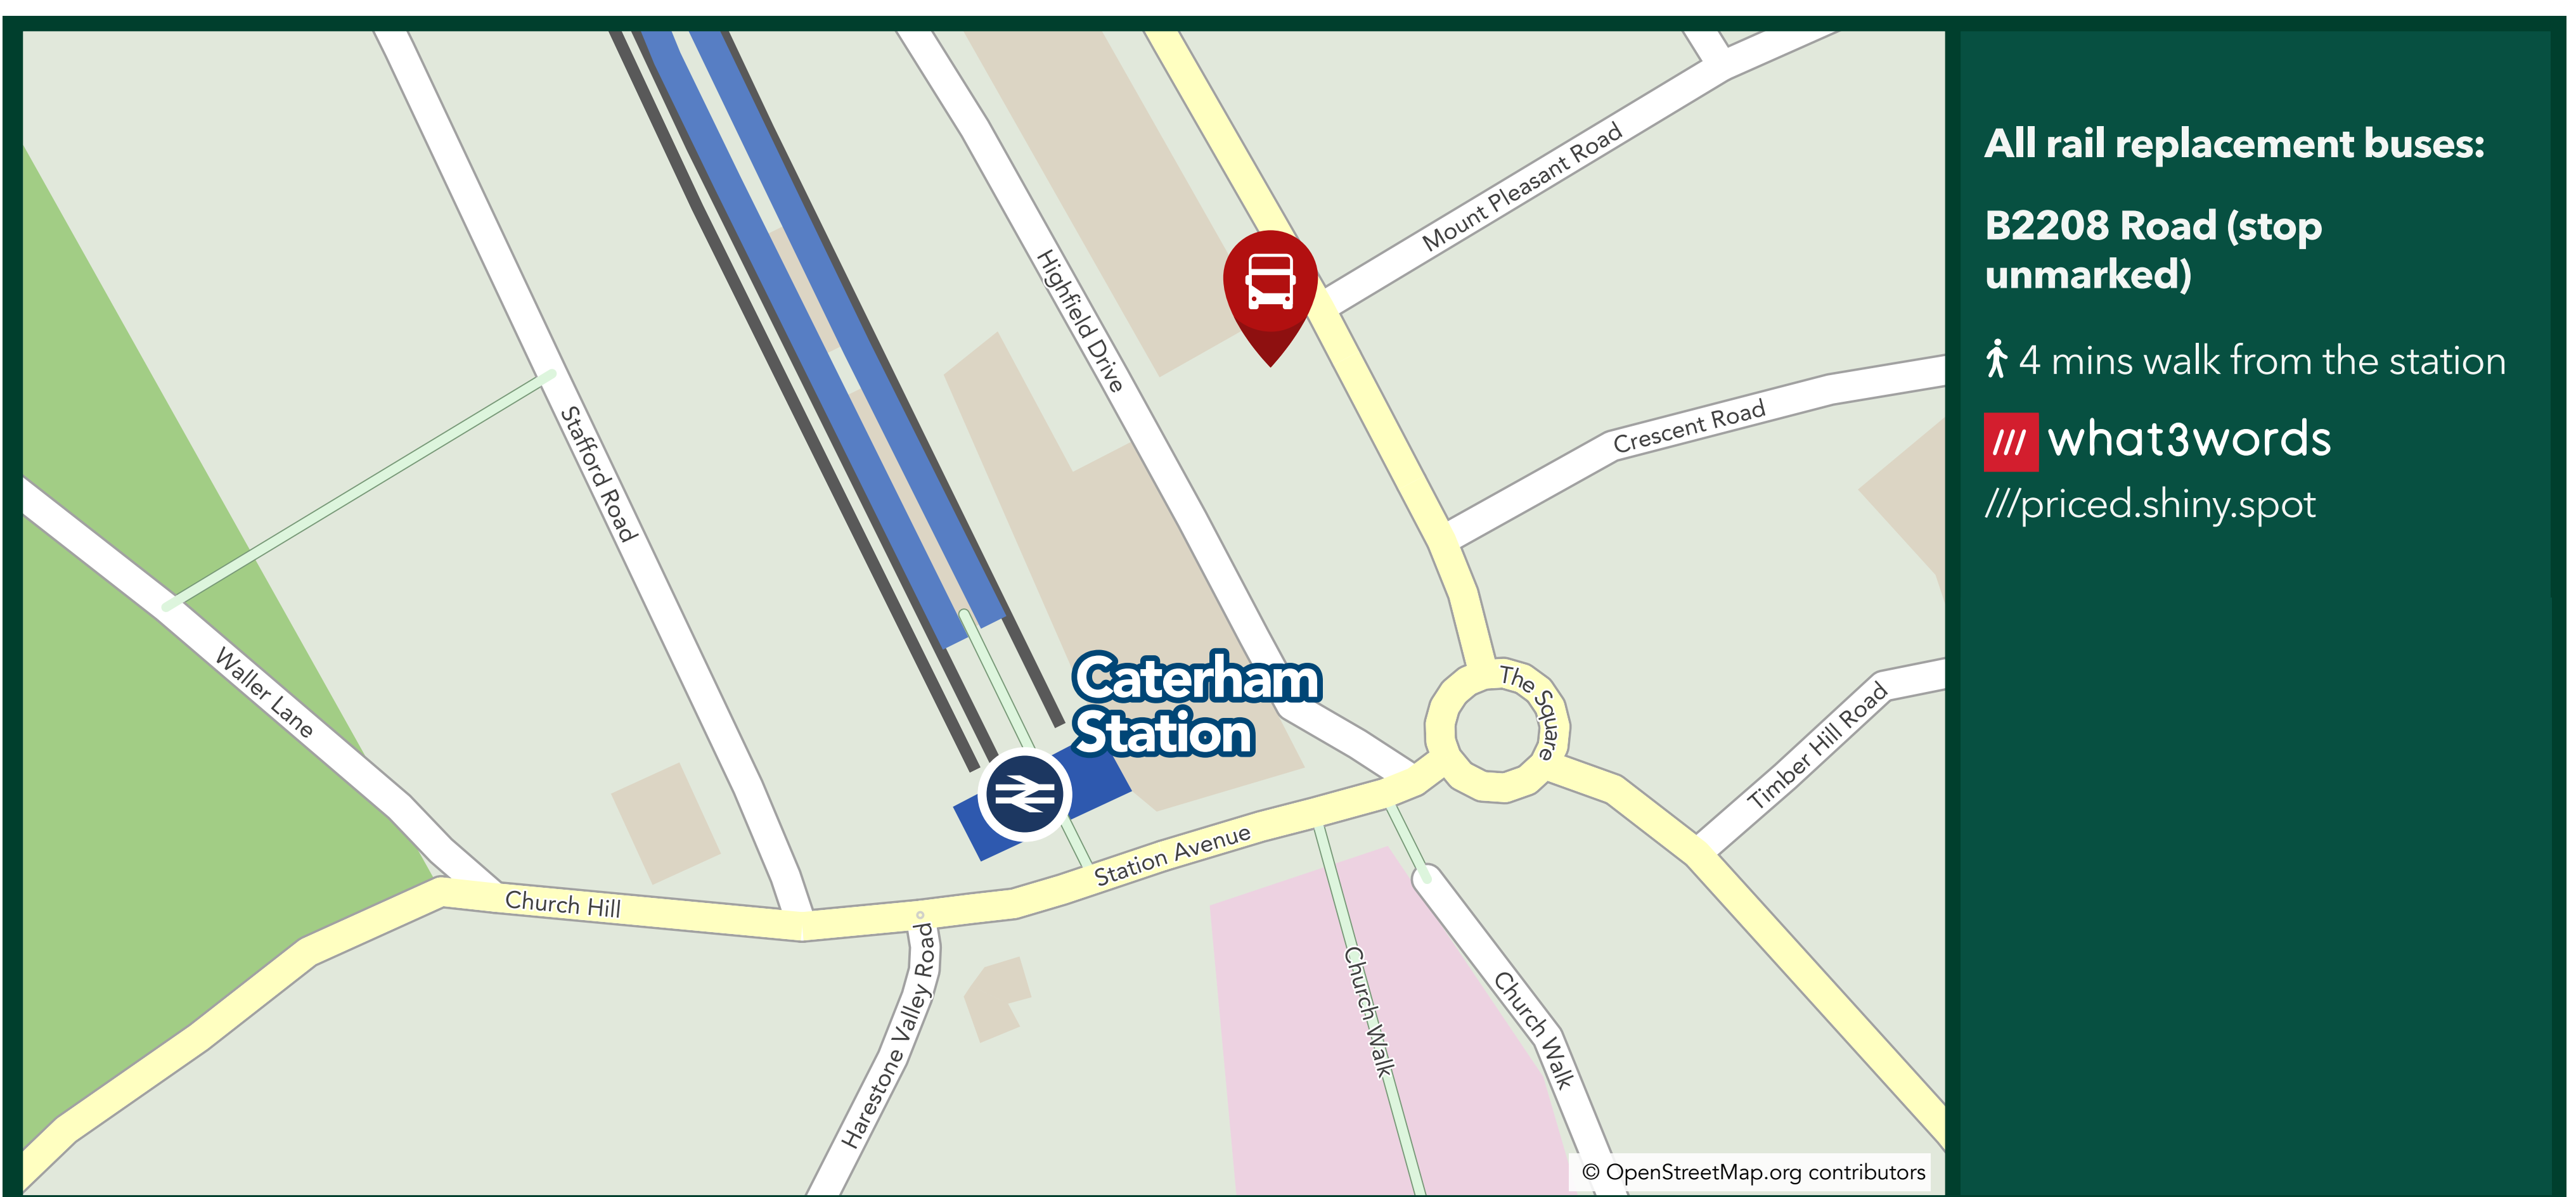 Mount Pleasant Road
Highfield Drive
Stafford Road
Crescent Road
Waller Lane
Caterham
Station
The Square
Timber Hill Road
Station Avenue
Church Hill
Harestone Valley Road
Church Walk
Church Walk
© OpenStreetMap.org contributors
All rail replacement buses:
B2208 Road (stop
unmarked)
4 mins walk from the station
/// what3words
///priced.shiny.spot